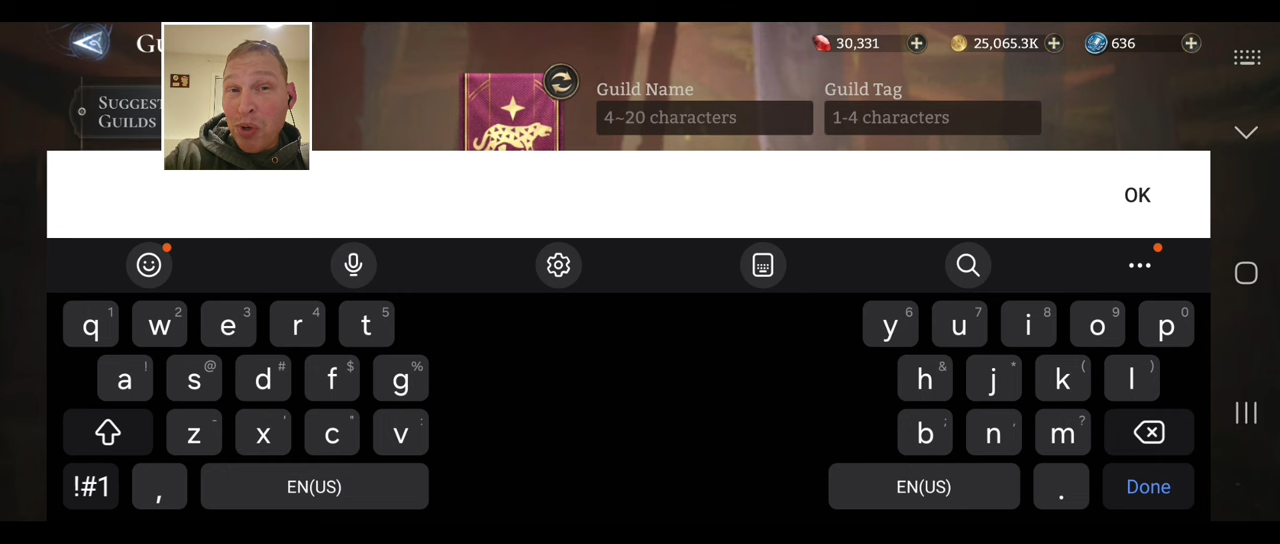 Gu
30,331
25,065.3K
636
SUGGEST
GUILDS
Guild Name
Guild Tag
4~20 characters
1-4 characters
OK
q 1 w 2 e 3 r 4 t 5 y 6 u 7 i 8 o 9 p 0
a ! s @ d # f $ g % h & j * k ( l )
z - x ' c " v : b ; n , m ?
!#1 , EN(US) EN(US) . Done